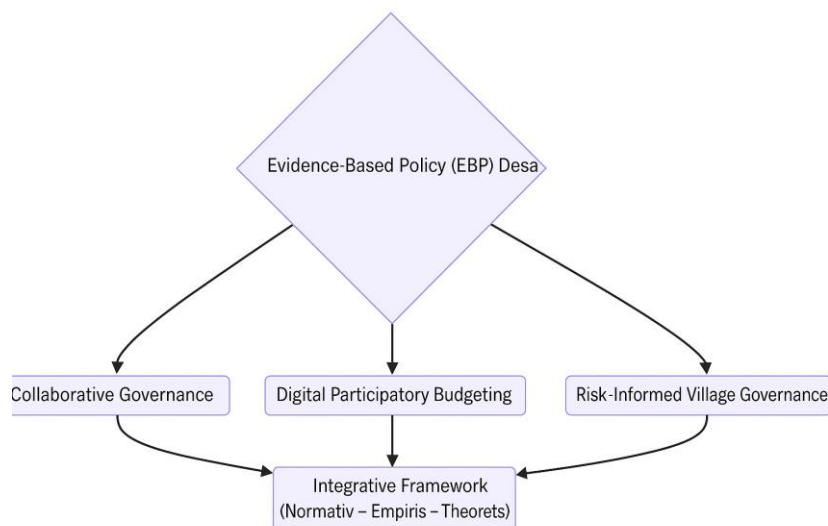 Evidence-Based Policy (EBP) Desa
Collaborative Governance
Digital Participatory Budgeting
Risk-Informed Village Governance
Integrative Framework
(Normativ – Empiris – Theorets)